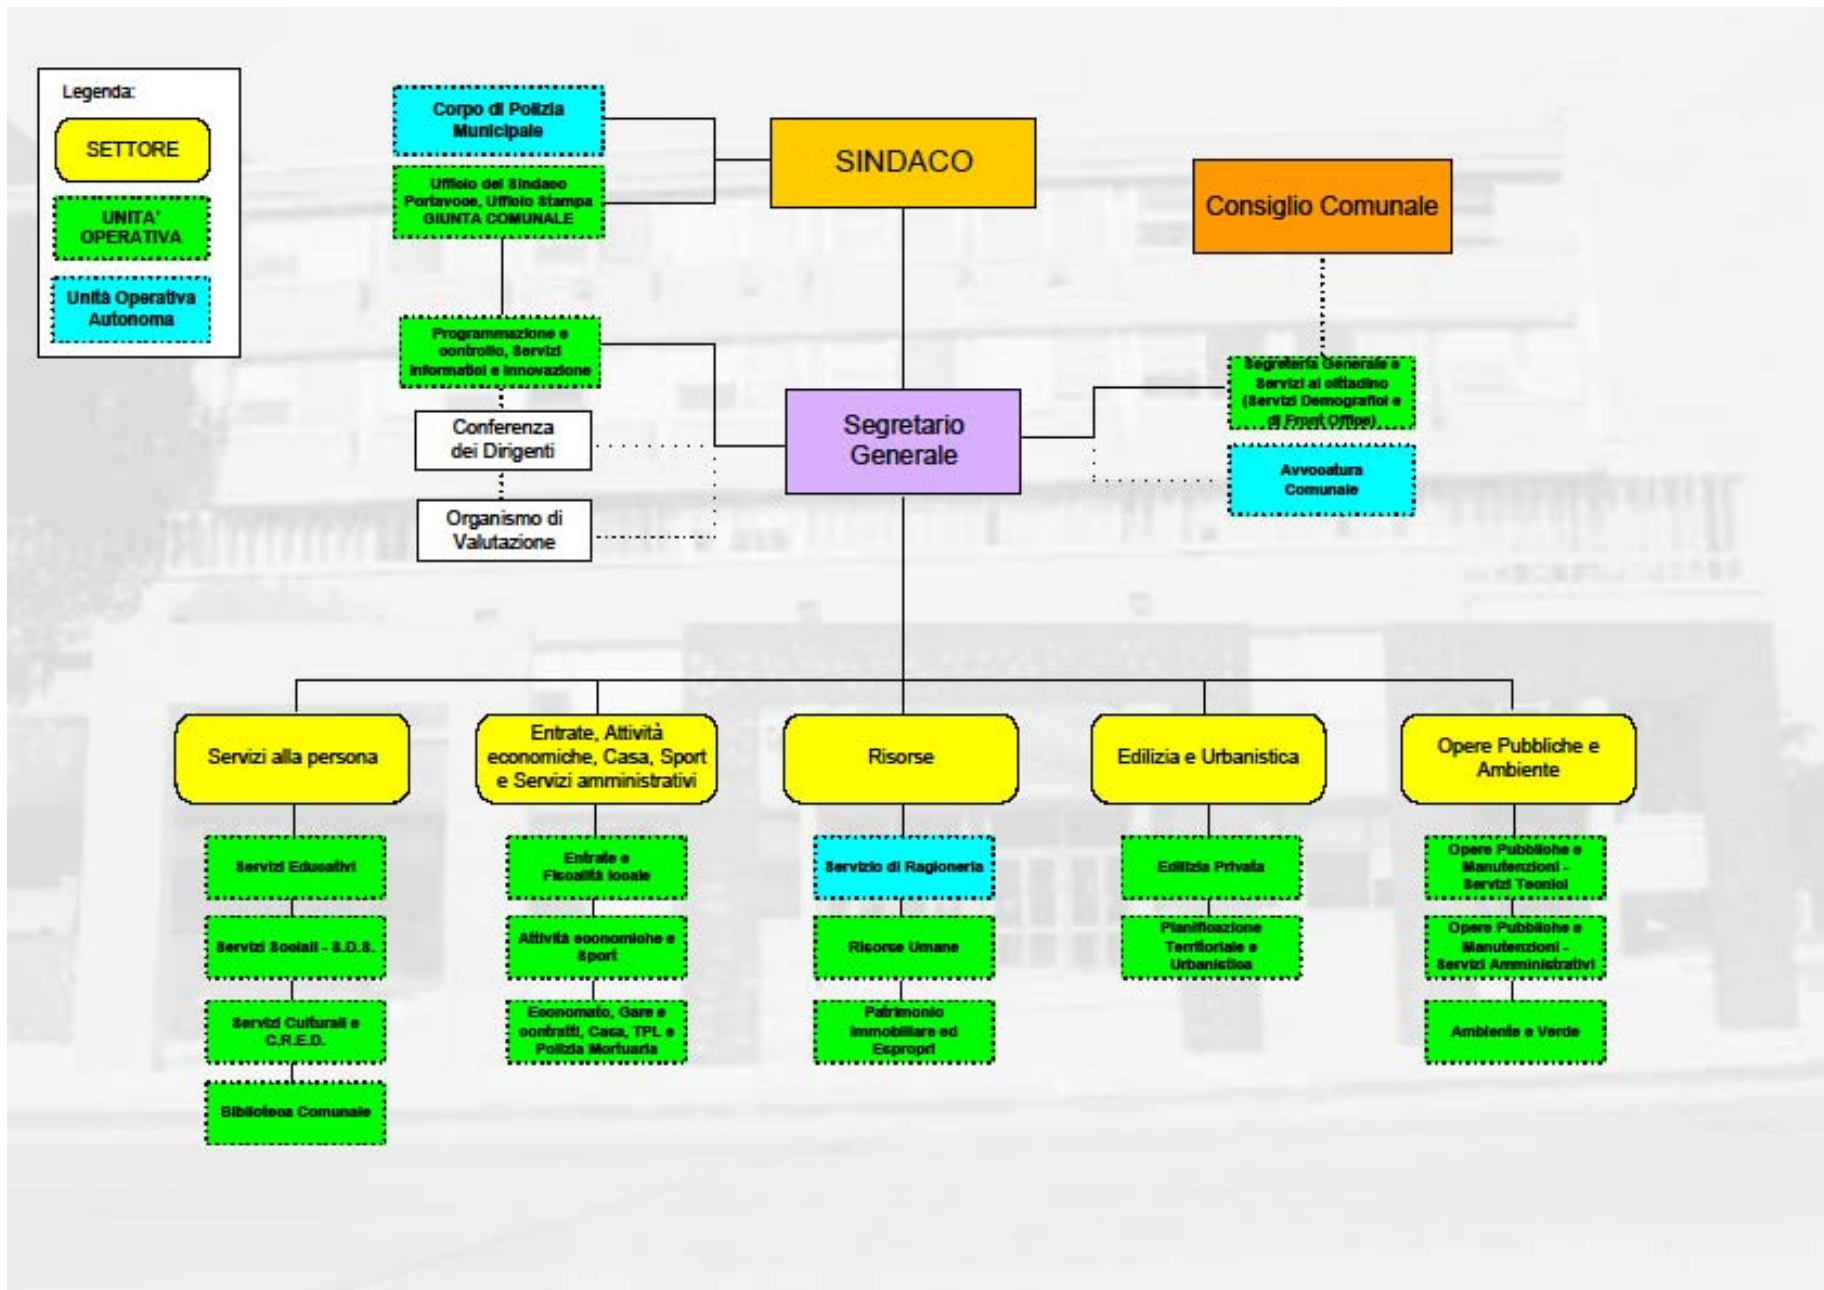 Legenda:
SETTORE
UNITA'
OPERATIVA
Unità Operativa
Autonoma
Corpo di Polizia
Municipale
Ufficio del Sindaco
Portavoce, Ufficio Stampa
GIUNTA COMUNALE
SINDACO
Consiglio Comunale
Programmazione e
controllo, Servizi
informatici e innovazione
Segreteria Generale e
Servizi al cittadino
(Servizi Demografici e
di Front Office)
Conferenza
dei Dirigenti
Segretario
Generale
Avvocatura
Comunale
Organismo di
Valutazione
Servizi alla persona
Entrate, Attività
economiche, Casa, Sport
e Servizi amministrativi
Risorse
Edilizia e Urbanistica
Opere Pubbliche e
Ambiente
Servizi Educativi
Entrate e
Fiscalità locale
Servizio di Ragioneria
Edilizia Privata
Opere Pubbliche e
Manutenzioni -
Servizi Tecnici
Servizi Sociali - S.D.S.
Attività economiche e
Sport
Risorse Umane
Planificazione
Territoriale e
Urbanistica
Opere Pubbliche e
Manutenzioni -
Servizi Amministrativi
Servizi Culturali e
C.R.E.D.
Economato, Gare e
contratti, Casa, TPL e
Polizia Mortuaria
Patrimonio
Immobiliare ed
Espropri
Ambiente e Verde
Biblioteca Comunale